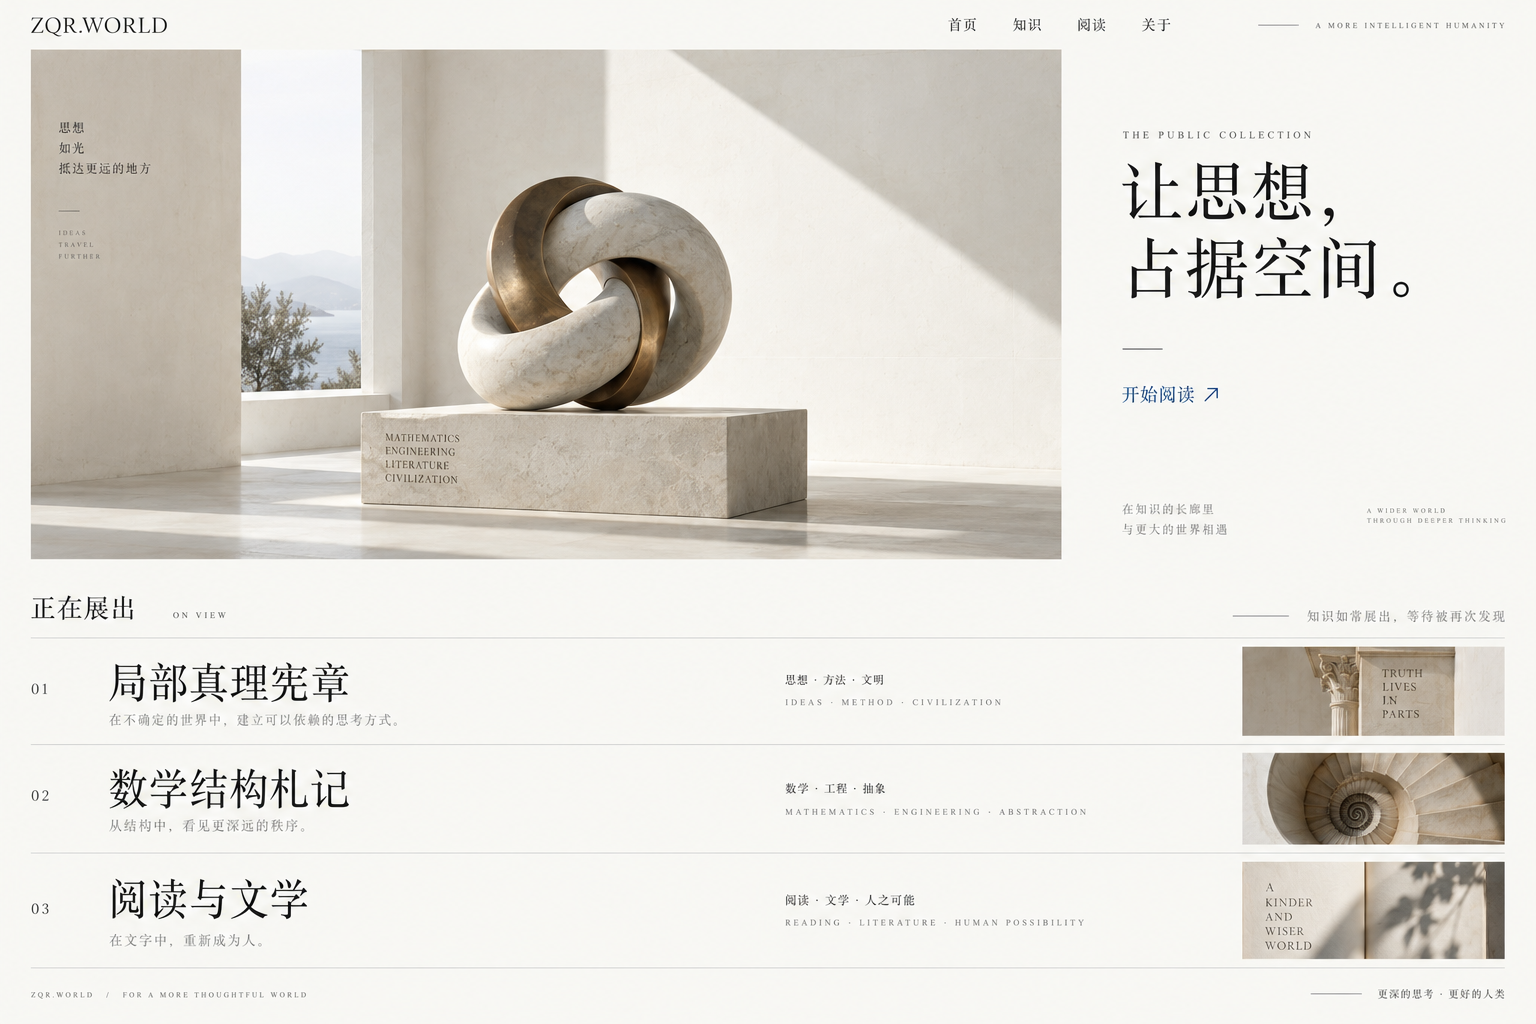 ZQR.WORLD
首页 知识 阅读 关于
A MORE INTELLIGENT HUMANITY
思想
如光
抵达更远的地方
IDEAS
TRAVEL
FURTHER
MATHEMATICS
ENGINEERING
LITERATURE
CIVILIZATION
THE PUBLIC COLLECTION
让思想，
占据空间。
开始阅读 ↗
在知识的长廊里
与更大的世界相遇
A WIDER WORLD
THROUGH DEEPER THINKING
正在展出 ON VIEW
知识如常展出，等待被再次发现
01
局部真理宪章
在不确定的世界中，建立可以依赖的思考方式。
思想 · 方法 · 文明
IDEAS · METHOD · CIVILIZATION
TRUTH
LIVES
IN
PARTS
02
数学结构札记
从结构中，看见更深远的秩序。
数学 · 工程 · 抽象
MATHEMATICS · ENGINEERING · ABSTRACTION
03
阅读与文学
在文字中，重新成为人。
阅读 · 文学 · 人之可能
READING · LITERATURE · HUMAN POSSIBILITY
A
KINDER
AND
WISER
WORLD
ZQR.WORLD / FOR A MORE THOUGHTFUL WORLD
更深的思考 · 更好的人类